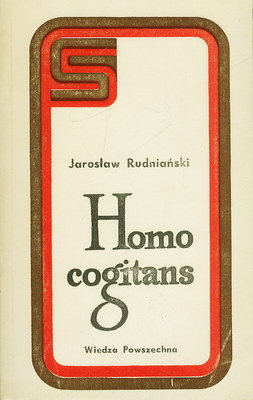 Jarosław Rudniański
Homo
cogitans
Wiedza Powszechna